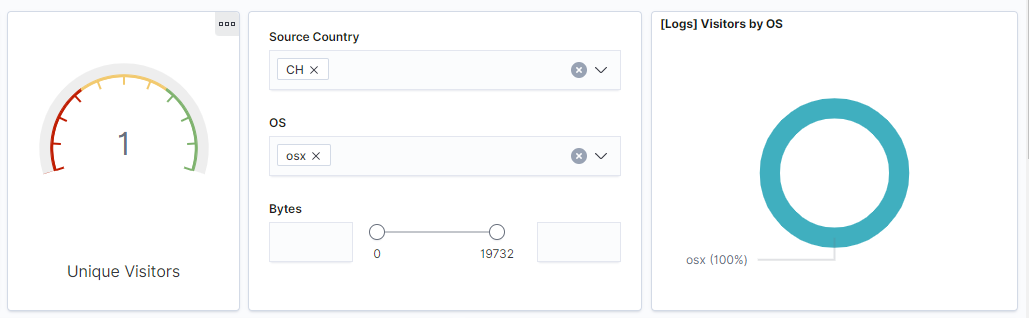 1
Unique Visitors
Source Country
CH
OS
osx
Bytes
0 19732
[Logs] Visitors by OS
osx (100%)